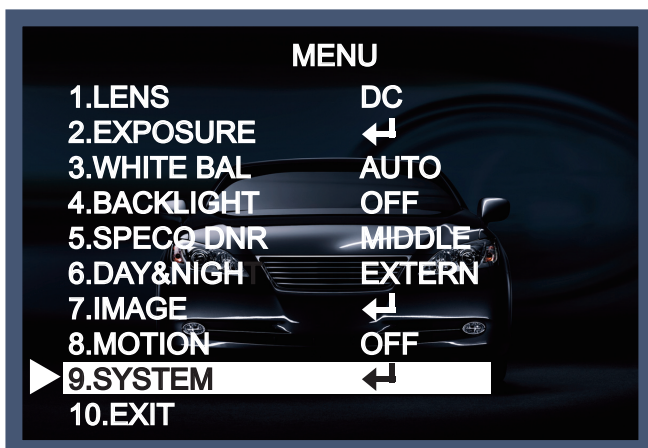 MENU
1.LENS DC
2.EXPOSURE ↵
3.WHITE BAL AUTO
4.BACKLIGHT OFF
5.SPECO DNR MIDDLE
6.DAY&NIGHT EXTERN
7.IMAGE ↵
8.MOTION OFF
9.SYSTEM ↵
10.EXIT